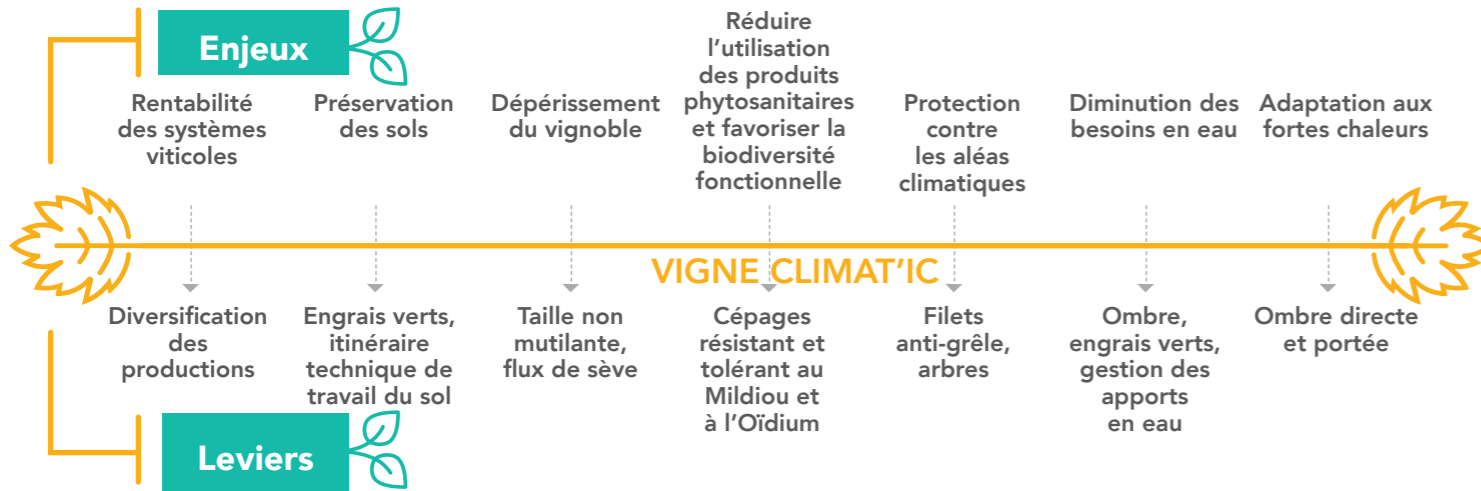 Enjeux
Rentabilité
des systèmes
viticoles
Préservation
des sols
Dépérissement
du vignoble
Réduire
l'utilisation
des produits
phytosanitaires
et favoriser la
biodiversité
fonctionnelle
Protection
contre
les aléas
climatiques
Diminution des
besoins en eau
Adaptation aux
fortes chaleurs
VIGNE CLIMAT'IC
Diversification
des
productions
Engrais verts,
itinéraire
technique de
travail du sol
Taille non
mutilante,
flux de sève
Cépages
résistant et
tolérant au
Mildiou et
à l'Oïdium
Filets
anti-grêle,
arbres
Ombre,
engrais verts,
gestion des
apports
en eau
Ombre directe
et portée
Leviers